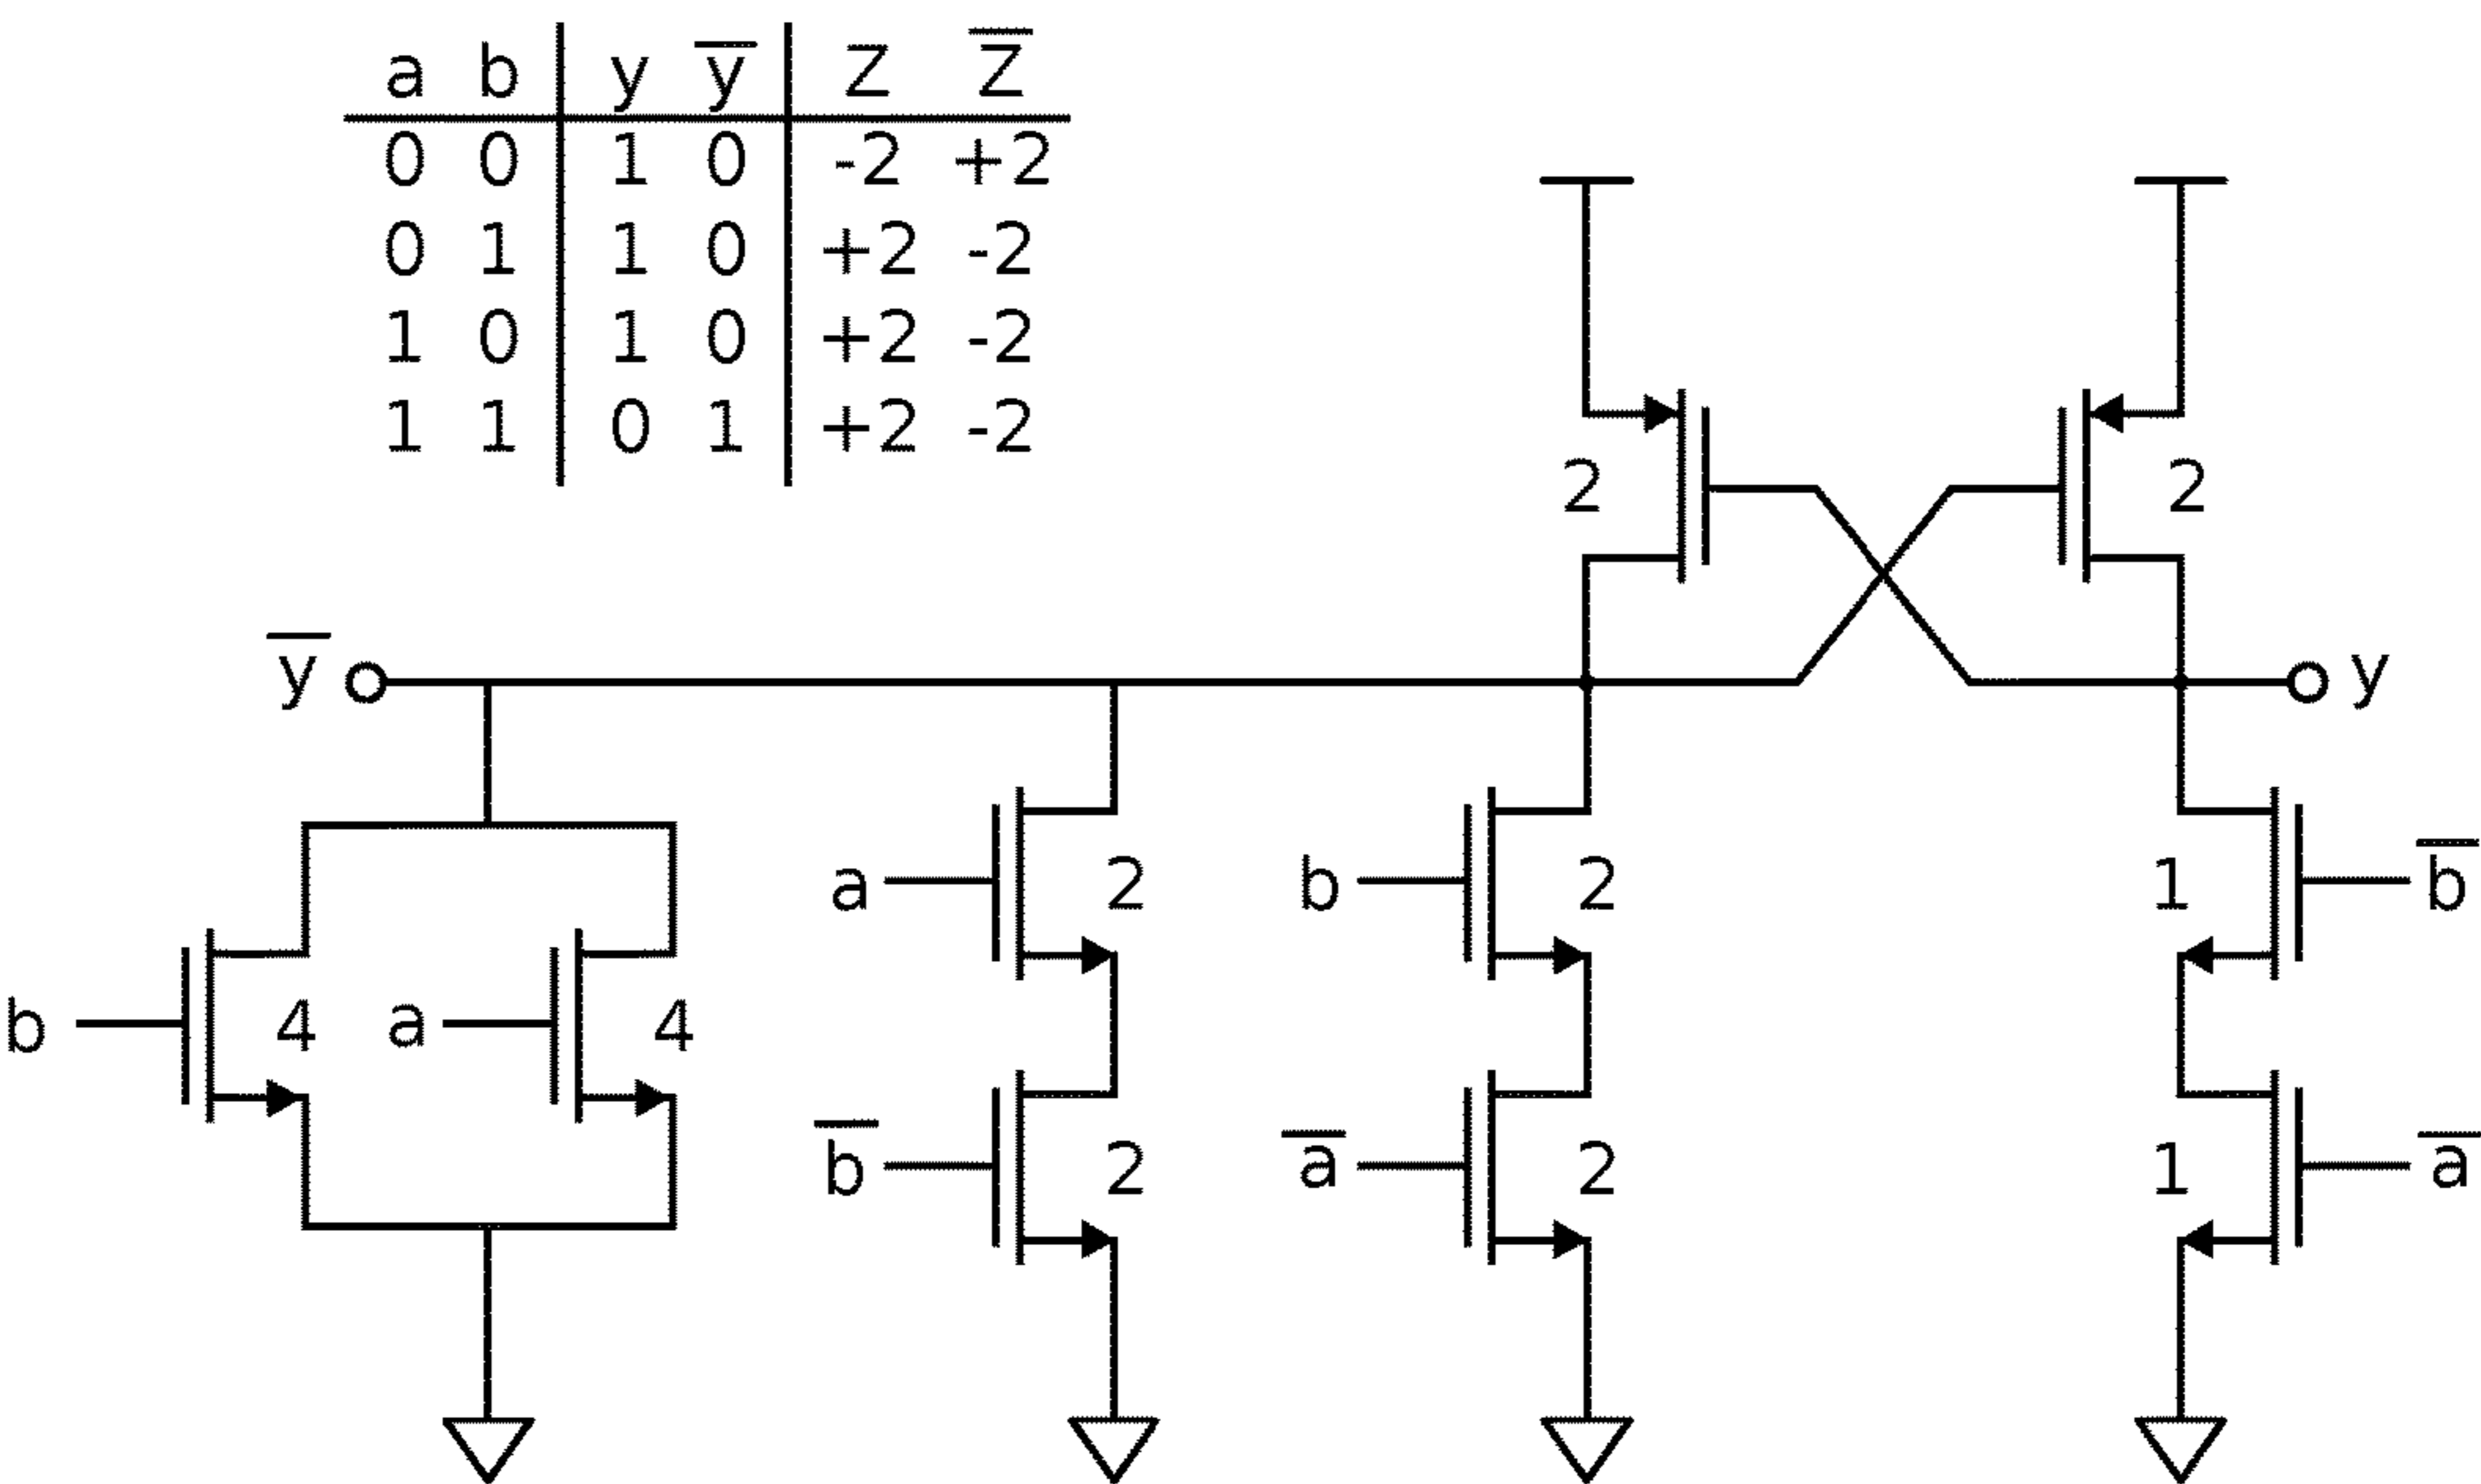 a b y y̅ Z Z̅
0 0 1 0 -2 +2
0 1 1 0 +2 -2
1 0 1 0 +2 -2
1 1 0 1 +2 -2
2 2
y̅ y
a 2 b 2 1 b̅
b 4 a 4
b̅ 2 a̅ 2 1 a̅